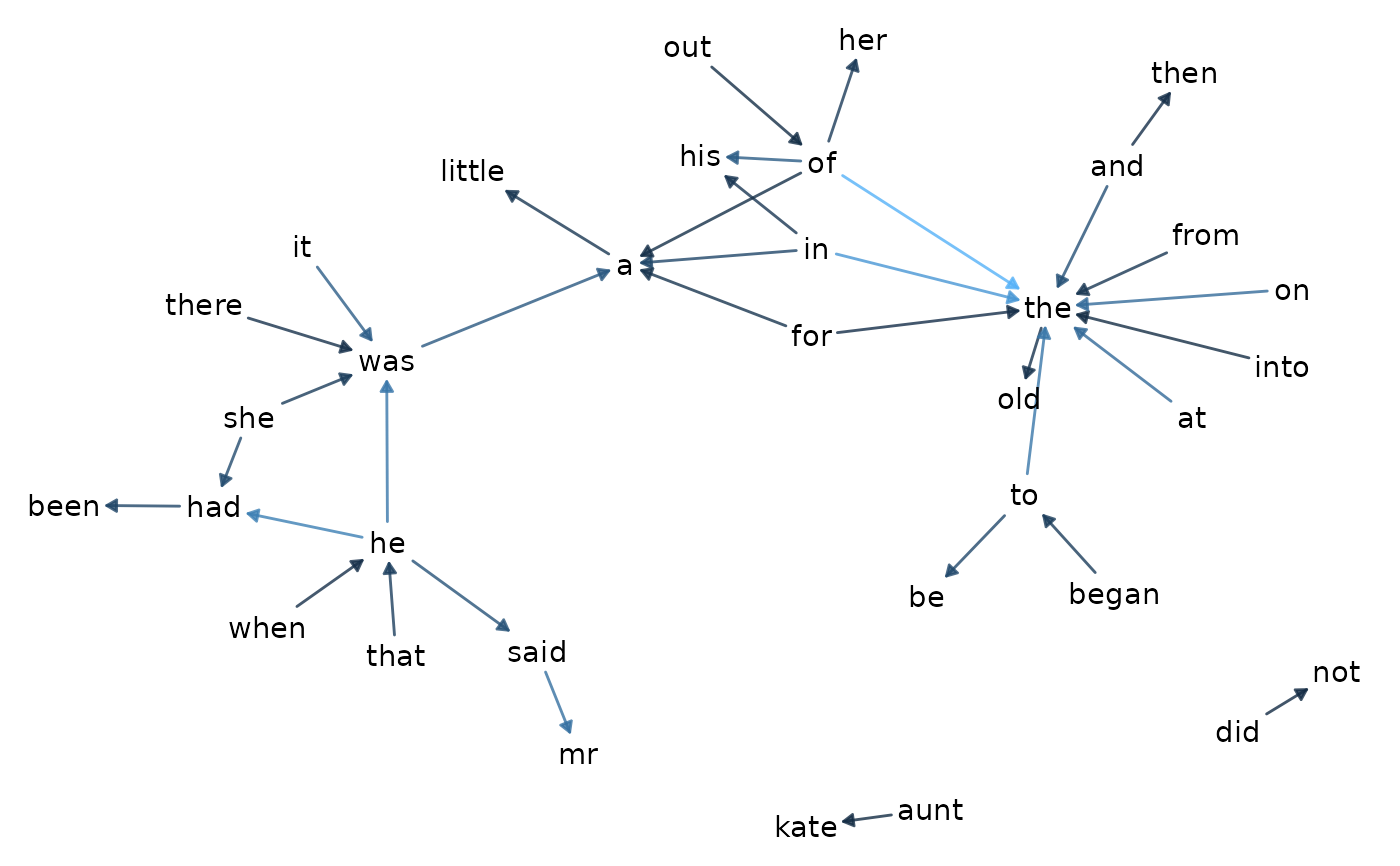 her
out
then
his
of
and
little
from
it
in
a
on
there
the
for
was
into
old
she
at
to
been
had
he
be
began
when
said
that
not
did
mr
aunt
kate